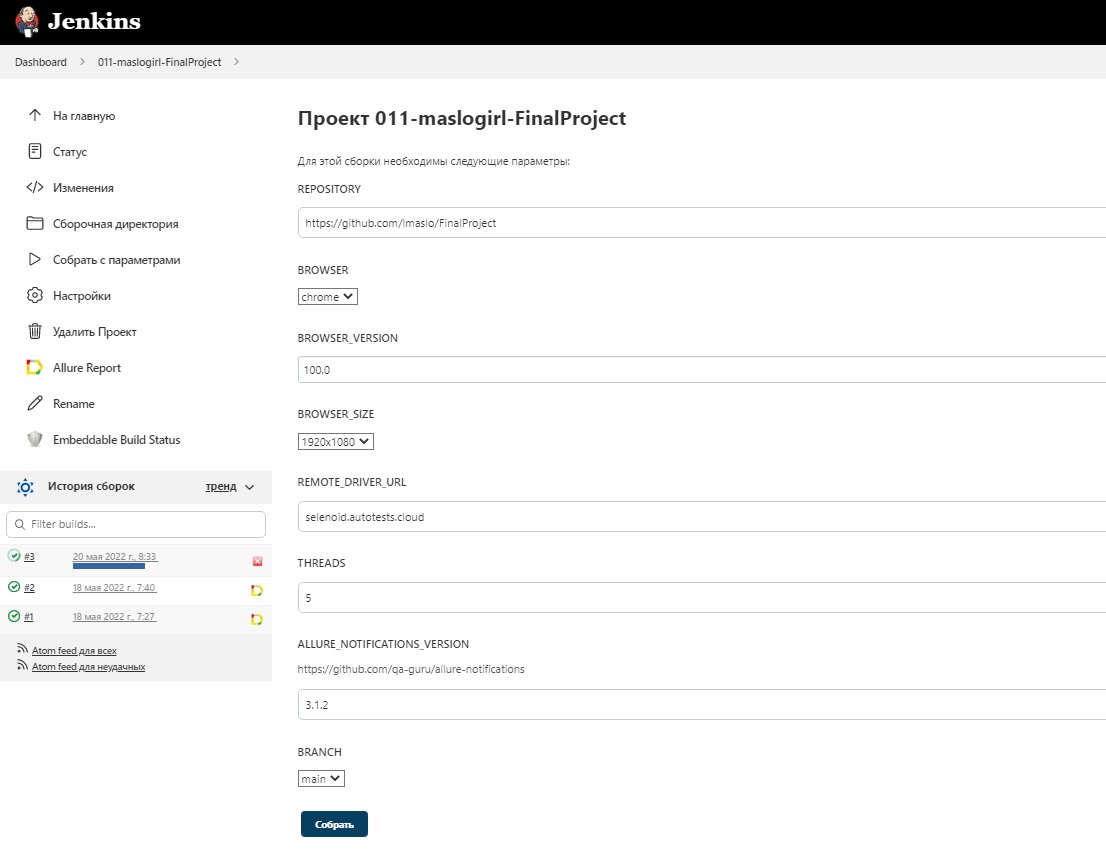 Jenkins
Dashboard
011-maslogirl-FinalProject
На главную
Статус
Изменения
Сборочная директория
Собрать с параметрами
Настройки
Удалить Проект
Allure Report
Rename
Embeddable Build Status
История сборок тренд
Filter builds...
#3 20 мая 2022 г., 8:33
#2 18 мая 2022 г., 7:40
#1 18 мая 2022 г., 7:27
Atom feed для всех
Atom feed для неудачных
Проект 011-maslogirl-FinalProject
Для этой сборки необходимы следующие параметры:
REPOSITORY
https://github.com/lmaslo/FinalProject
BROWSER
chrome
BROWSER_VERSION
100.0
BROWSER_SIZE
1920x1080
REMOTE_DRIVER_URL
selenoid.autotests.cloud
THREADS
5
ALLURE_NOTIFICATIONS_VERSION
https://github.com/qa-guru/allure-notifications
3.1.2
BRANCH
main
Собрать